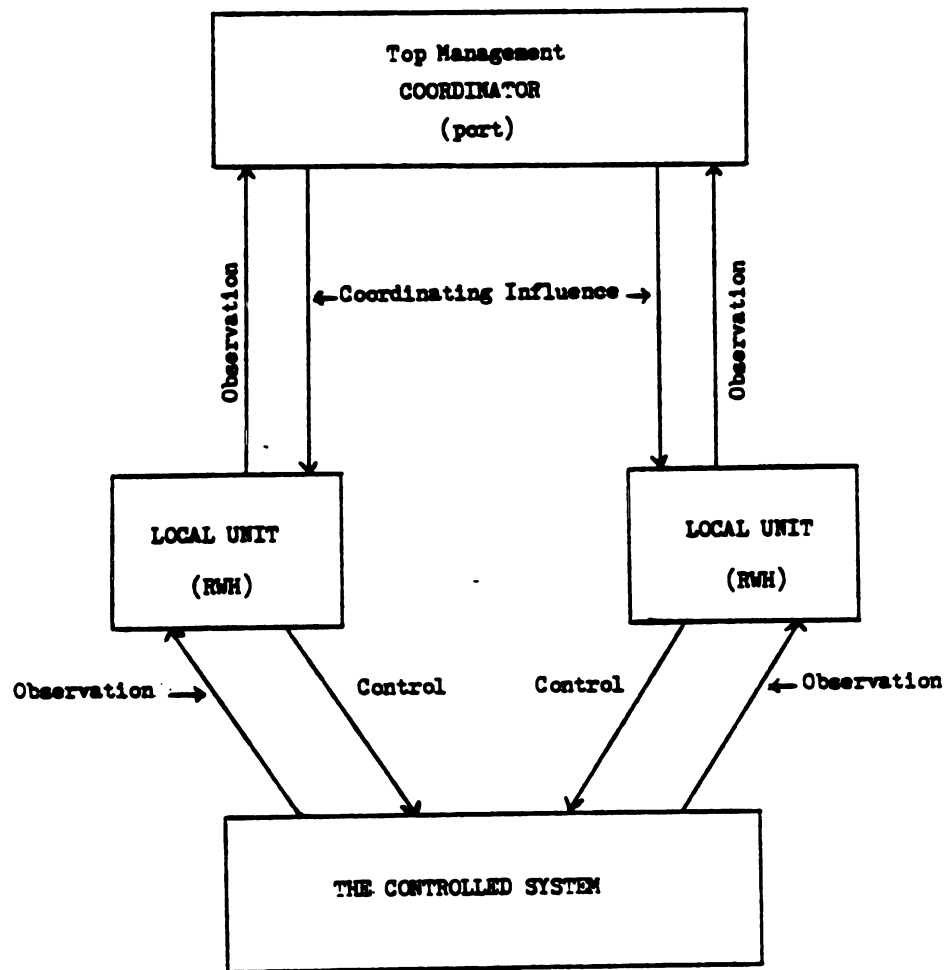 Top Management
COORDINATOR
(port)
Observation
Coordinating Influence
Observation
LOCAL UNIT
(RWH)
LOCAL UNIT
(RWH)
Observation
Control
Control
Observation
THE CONTROLLED SYSTEM